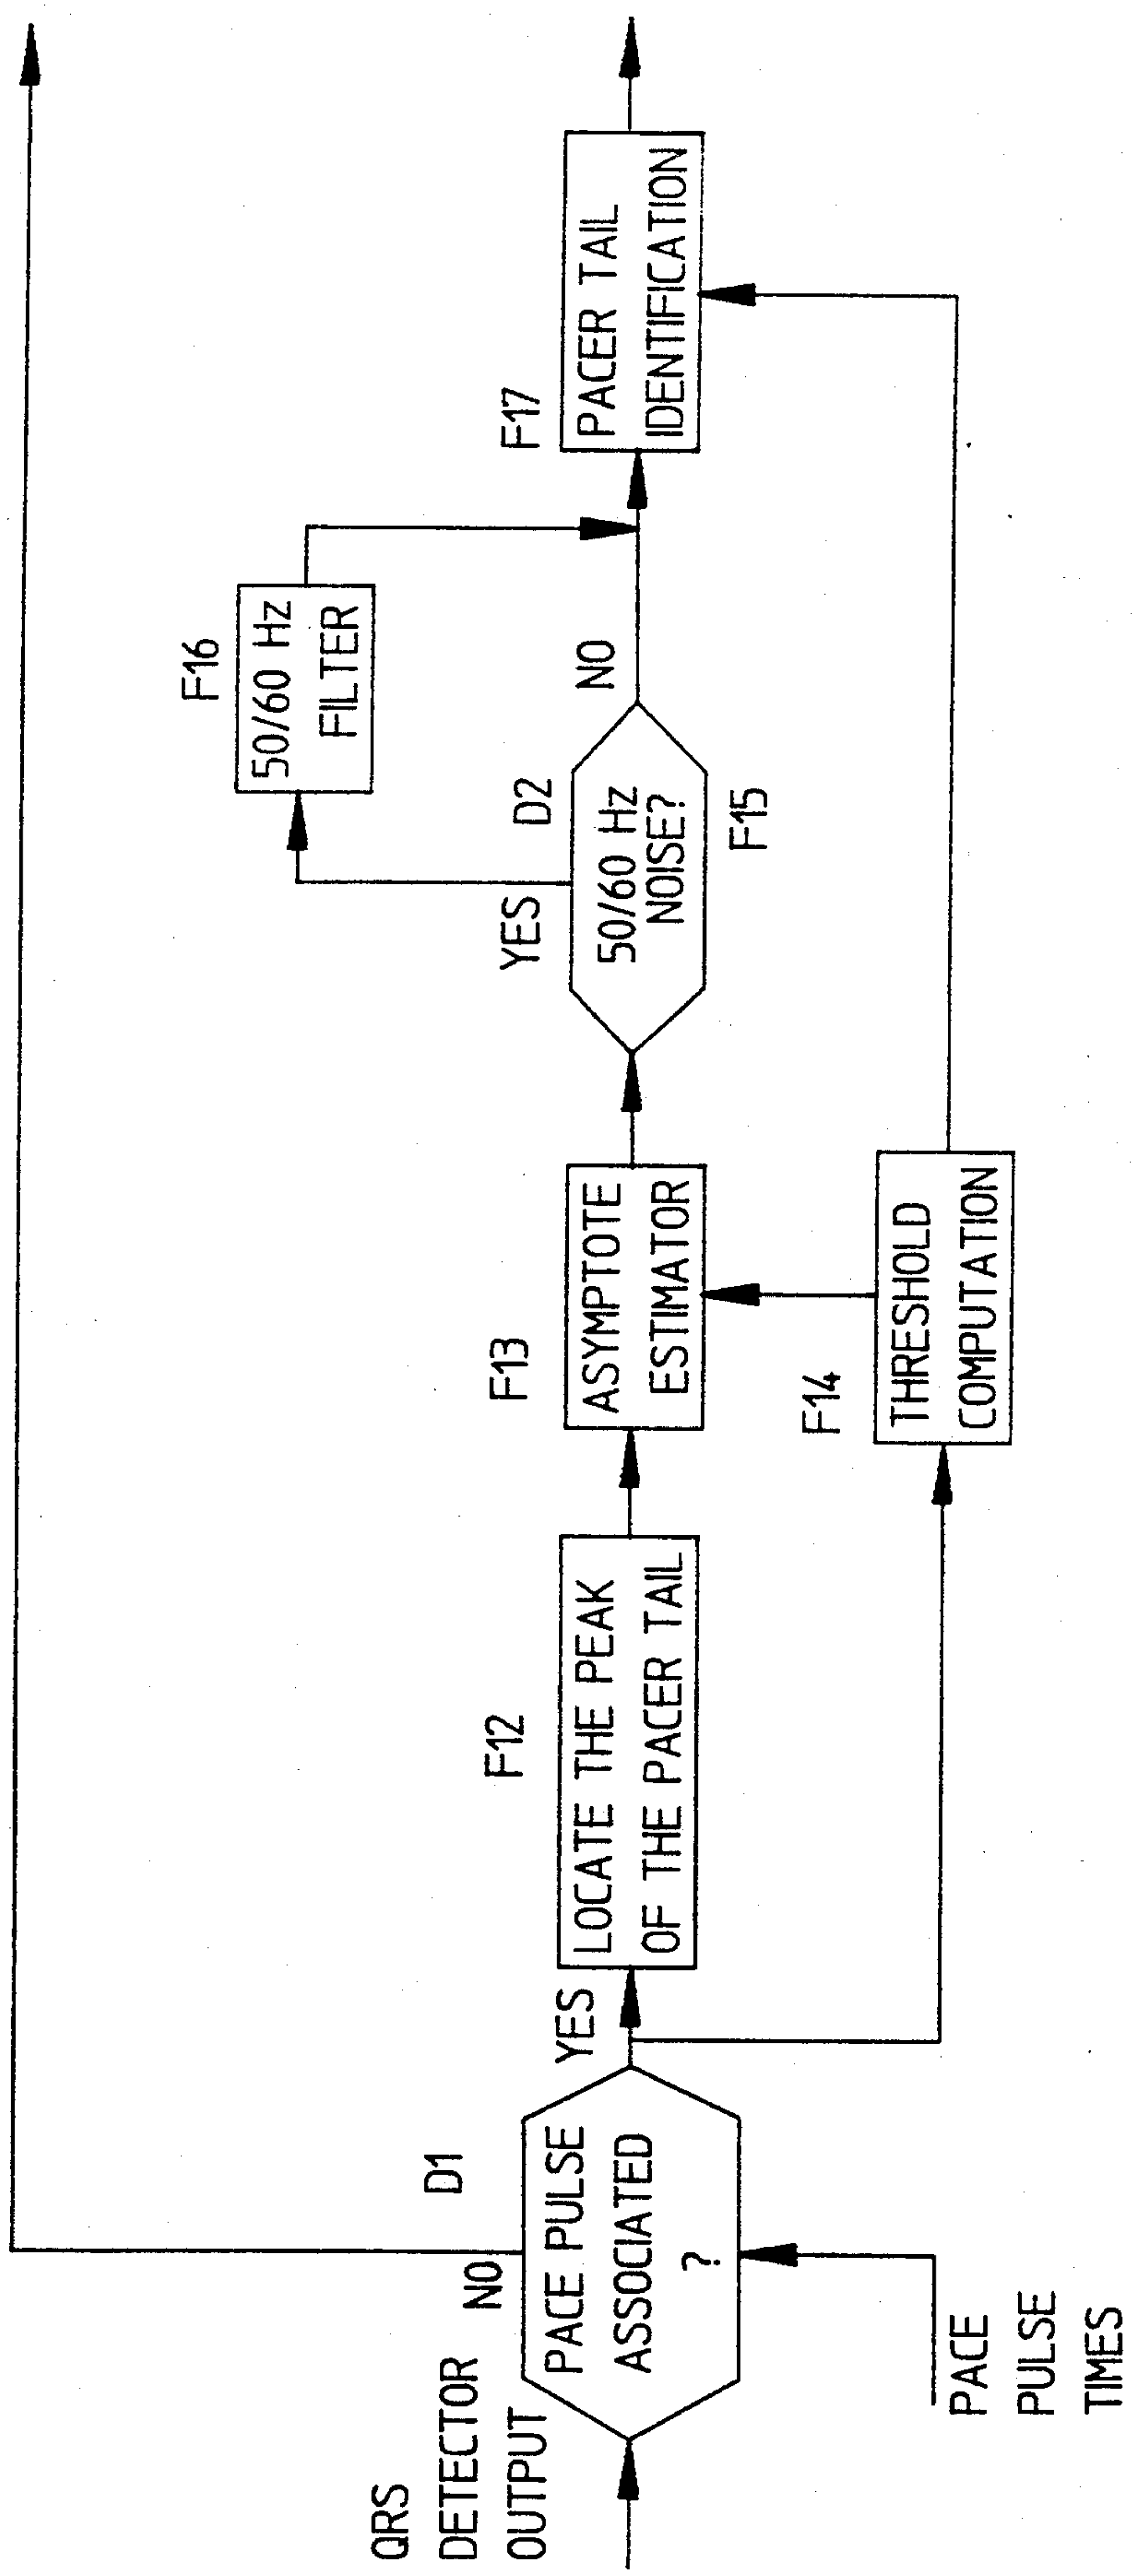 QRS
DETECTOR
OUTPUT
NO
D1
PACE PULSE
ASSOCIATED
?
PACE
PULSE
TIMES
YES
F12
LOCATE THE PEAK
OF THE PACER TAIL
F13
ASYMPTOTE
ESTIMATOR
F14
THRESHOLD
COMPUTATION
YES
D2
50/60 Hz
NOISE?
F15
NO
F16
50/60 Hz
FILTER
F17
PACER TAIL
IDENTIFICATION